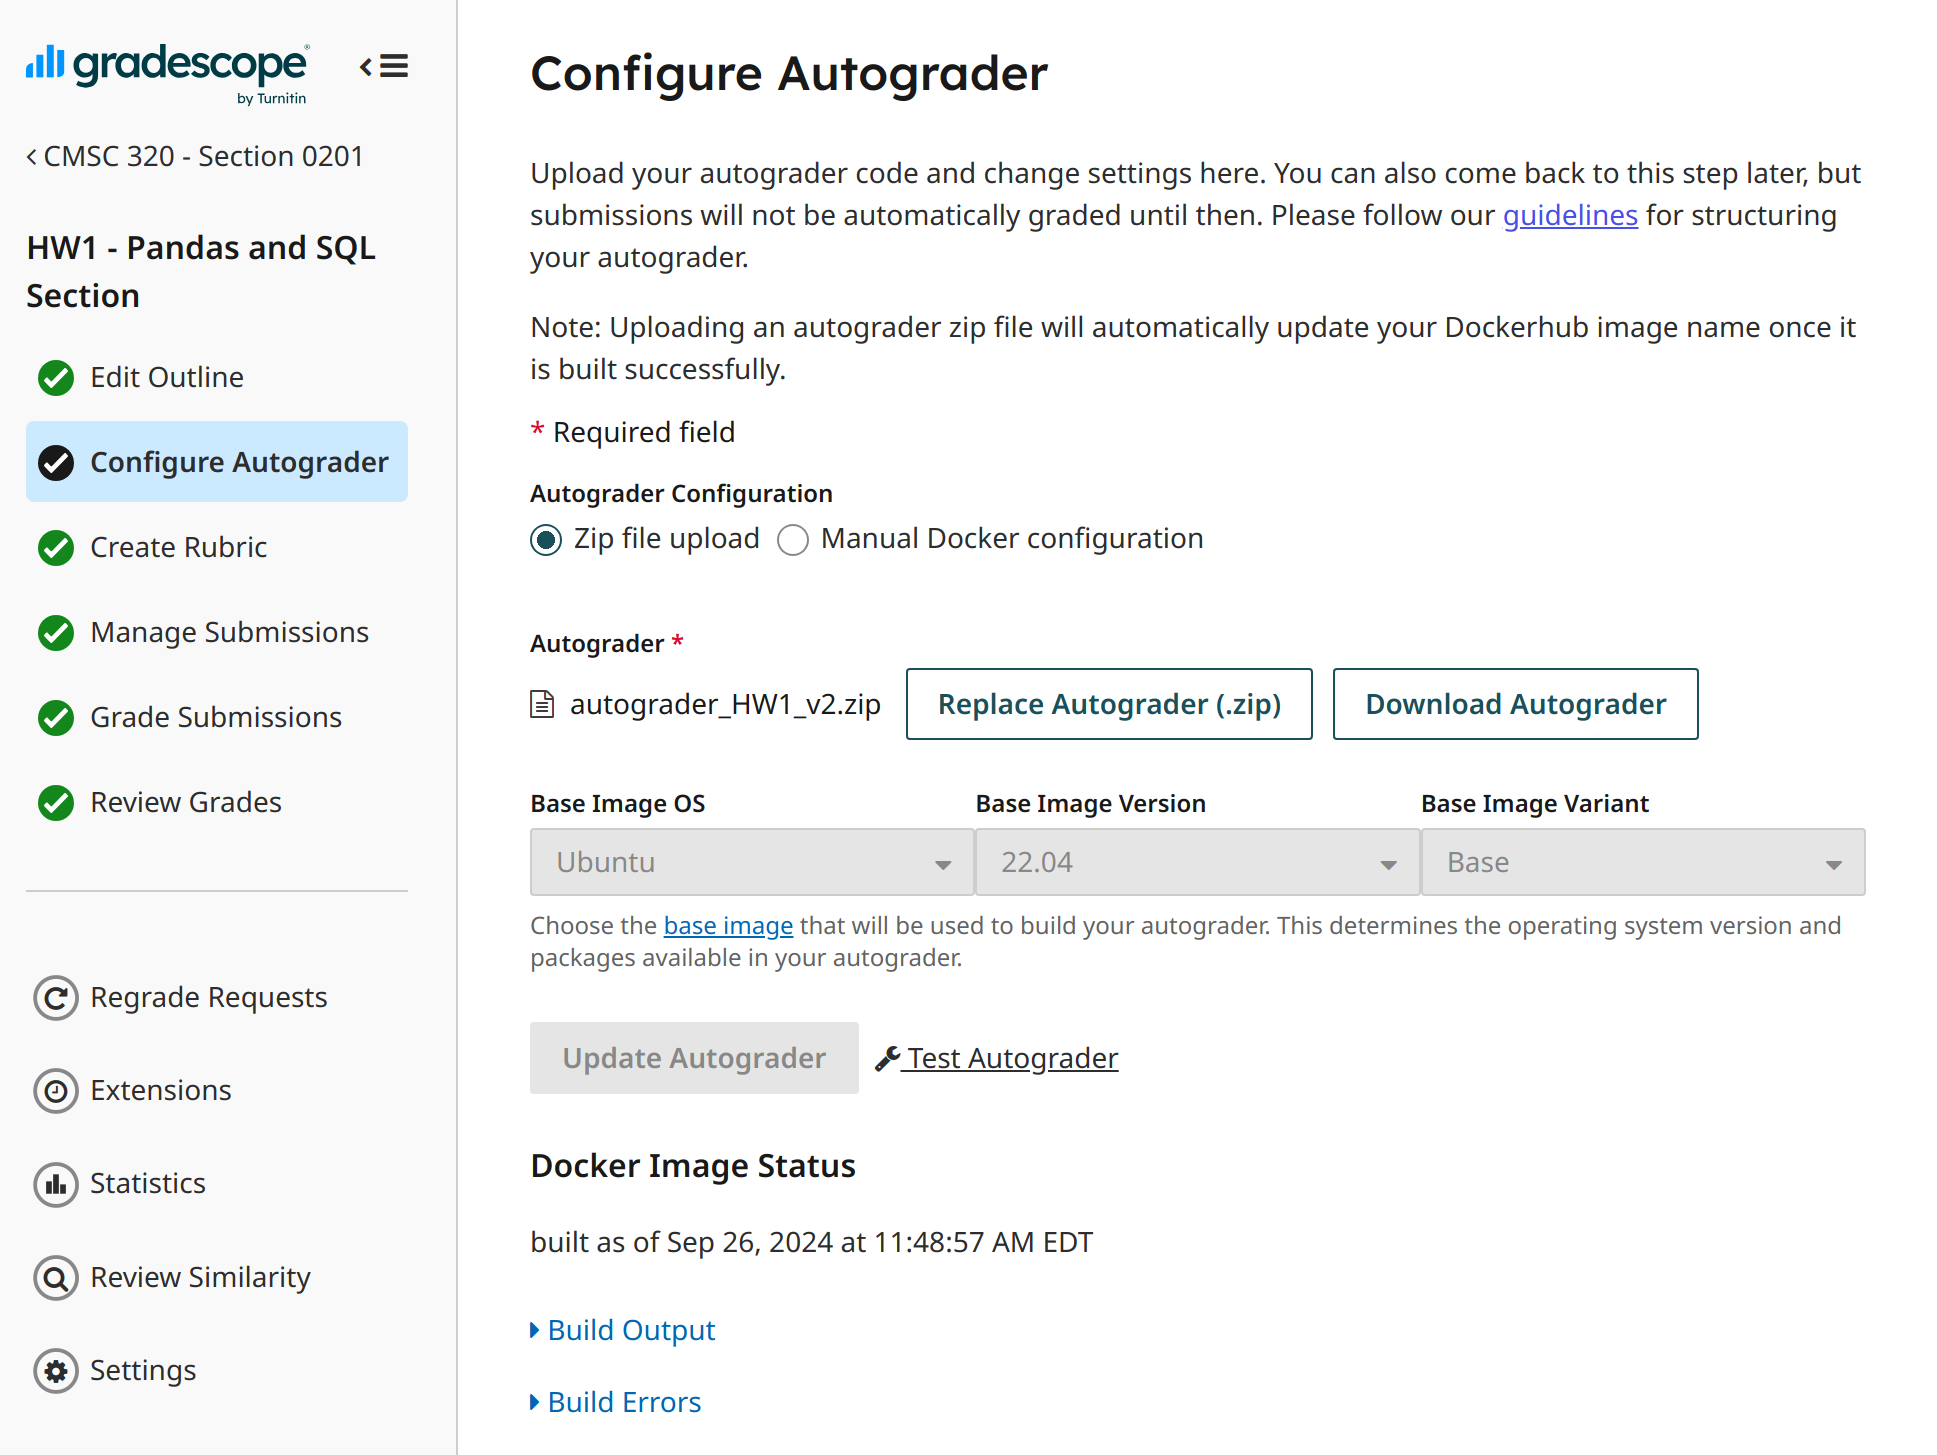 gradescope®
by Turnitin
CMSC 320 - Section 0201
HW1 - Pandas and SQL
Section
Edit Outline
Configure Autograder
Create Rubric
Manage Submissions
Grade Submissions
Review Grades
Regrade Requests
Extensions
Statistics
Review Similarity
Settings
Configure Autograder
Upload your autograder code and change settings here. You can also come back to this step later, but
submissions will not be automatically graded until then. Please follow our guidelines for structuring
your autograder.
Note: Uploading an autograder zip file will automatically update your Dockerhub image name once it
is built successfully.
* Required field
Autograder Configuration
Zip file upload Manual Docker configuration
Autograder *
autograder_HW1_v2.zip Replace Autograder (.zip) Download Autograder
Base Image OS Base Image Version Base Image Variant
Ubuntu 22.04 Base
Choose the base image that will be used to build your autograder. This determines the operating system version and
packages available in your autograder.
Update Autograder Test Autograder
Docker Image Status
built as of Sep 26, 2024 at 11:48:57 AM EDT
Build Output
Build Errors